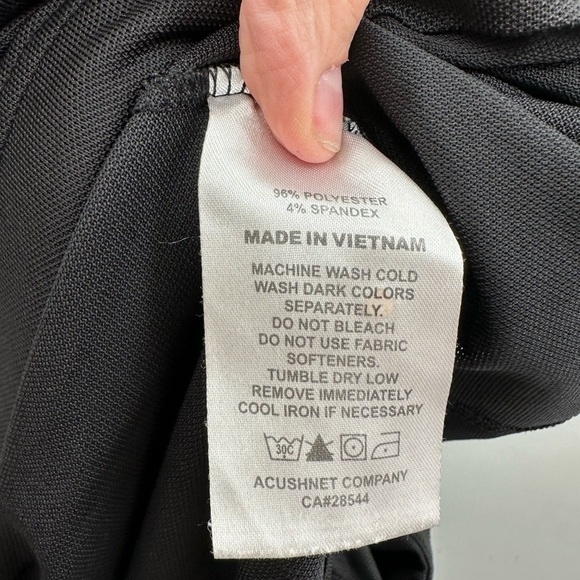 96% POLYESTER
4% SPANDEX
MADE IN VIETNAM
MACHINE WASH COLD
WASH DARK COLORS
SEPARATELY.
DO NOT BLEACH
DO NOT USE FABRIC
SOFTENERS.
TUMBLE DRY LOW
REMOVE IMMEDIATELY
COOL IRON IF NECESSARY
30C
ACUSHNET COMPANY
CA#28544